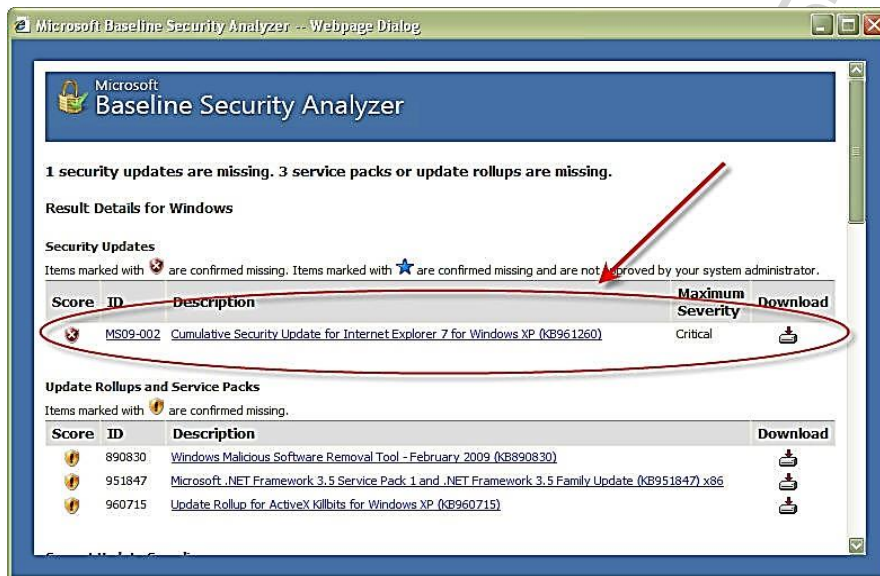 Microsoft Baseline Security Analyzer -- Webpage Dialog
Microsoft
Baseline Security Analyzer
1 security updates are missing. 3 service packs or update rollups are missing.
Result Details for Windows
Security Updates
Items marked with are confirmed missing. Items marked with are confirmed missing and are not approved by your system administrator.
Score ID Description Maximum Severity Download
MS09-002 Cumulative Security Update for Internet Explorer 7 for Windows XP (KB961260) Critical
Update Rollups and Service Packs
Items marked with are confirmed missing.
Score ID Description Download
890830 Windows Malicious Software Removal Tool - February 2009 (KB890830)
951847 Microsoft .NET Framework 3.5 Service Pack 1 and .NET Framework 3.5 Family Update (KB951847) x86
960715 Update Rollup for ActiveX Killbits for Windows XP (KB960715)